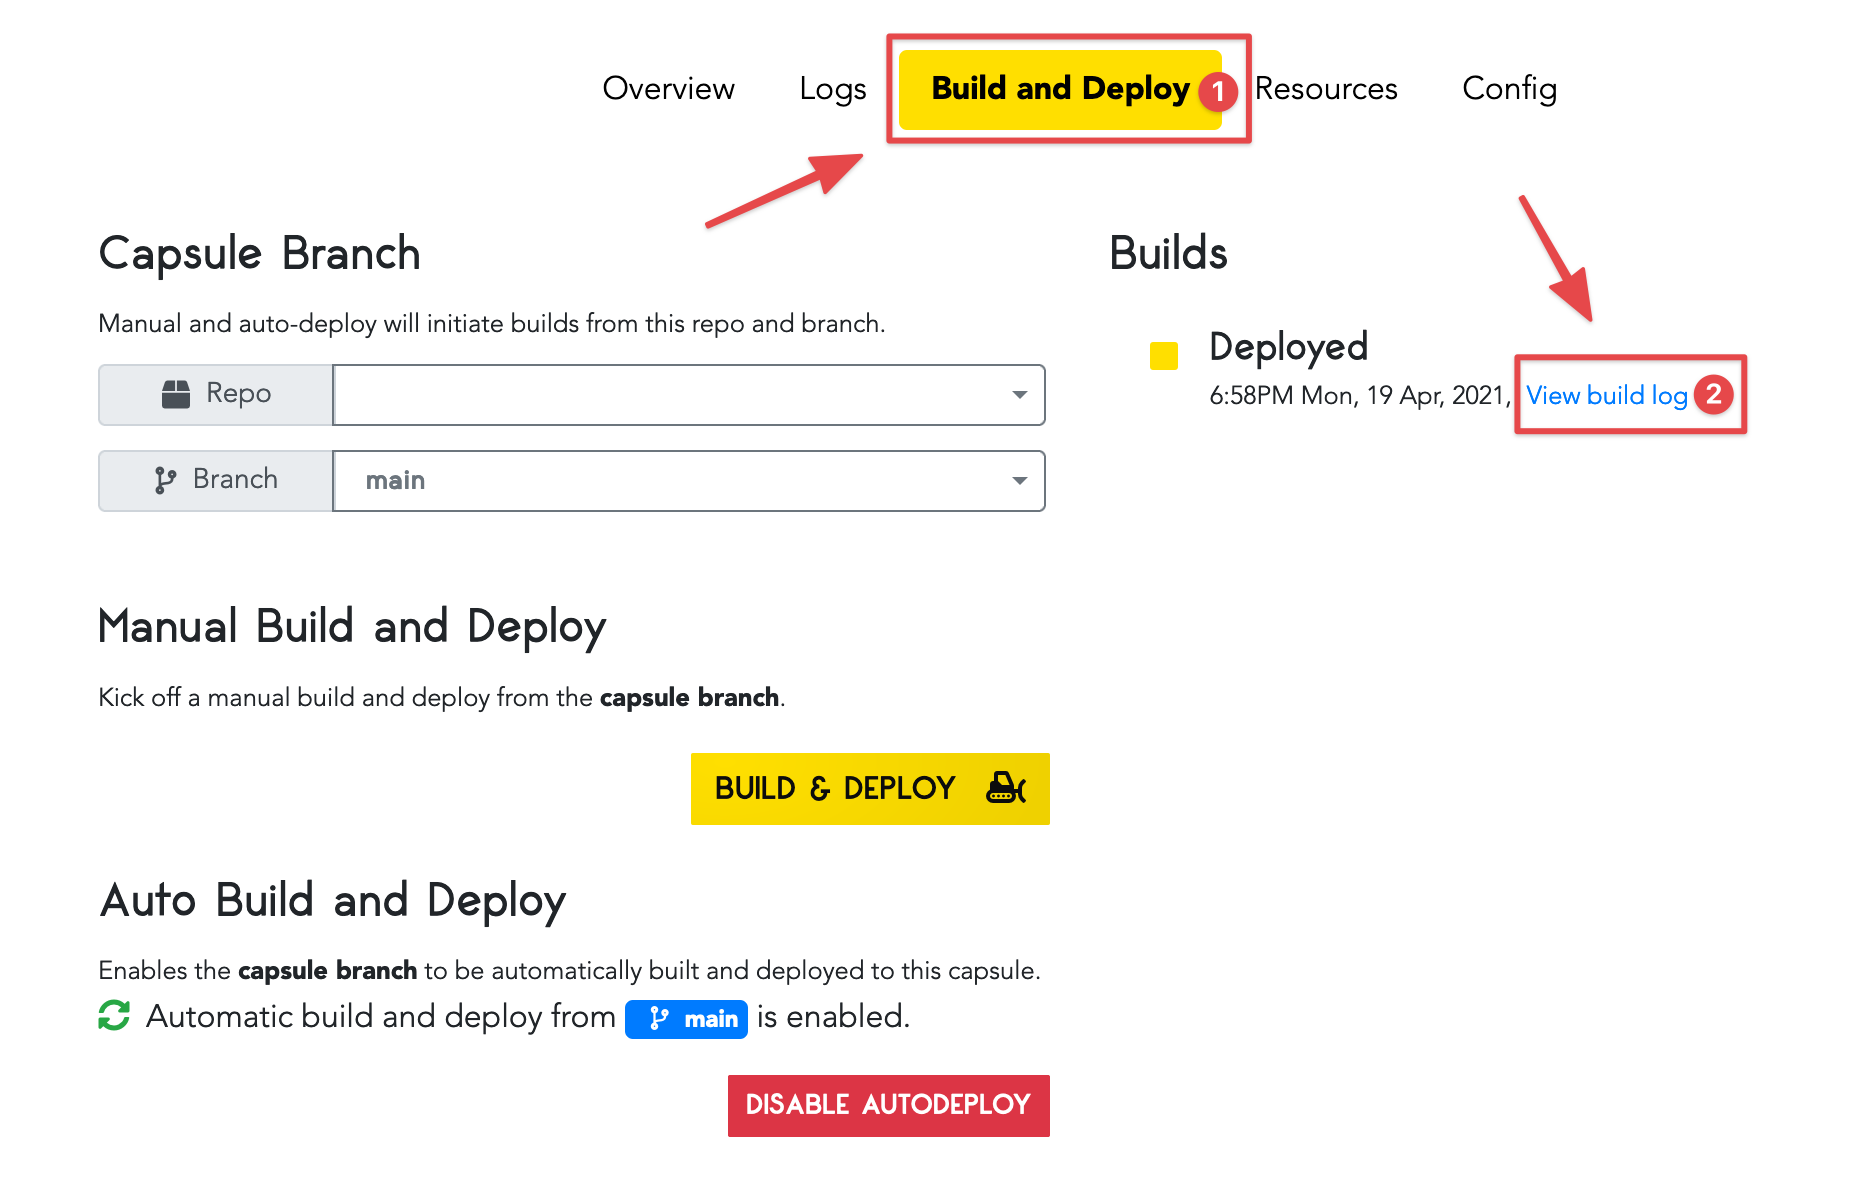 Overview Logs Build and Deploy 1 Resources Config
Capsule Branch
Manual and auto-deploy will initiate builds from this repo and branch.
Repo
Branch main
Builds
Deployed
6:58PM Mon, 19 Apr, 2021, View build log 2
Manual Build and Deploy
Kick off a manual build and deploy from the capsule branch.
BUILD & DEPLOY
Auto Build and Deploy
Enables the capsule branch to be automatically built and deployed to this capsule.
Automatic build and deploy from main is enabled.
DISABLE AUTODEPLOY